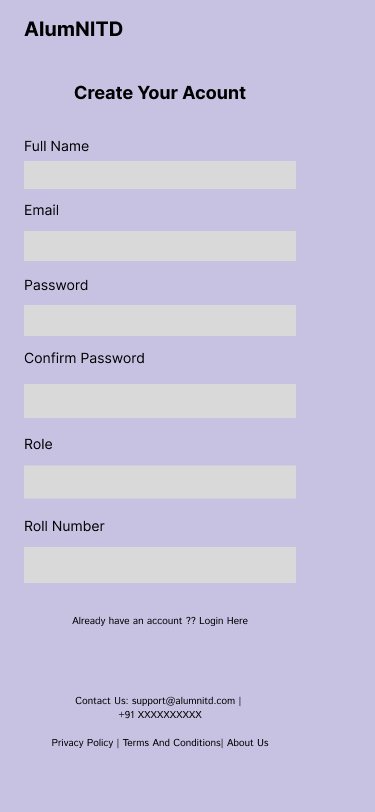 AlumNITD
Create Your Acount
Full Name
Email
Password
Confirm Password
Role
Roll Number
Already have an account ?? Login Here
Contact Us: support@alumnitd.com |
+91 XXXXXXXXXX
Privacy Policy | Terms And Conditions| About Us